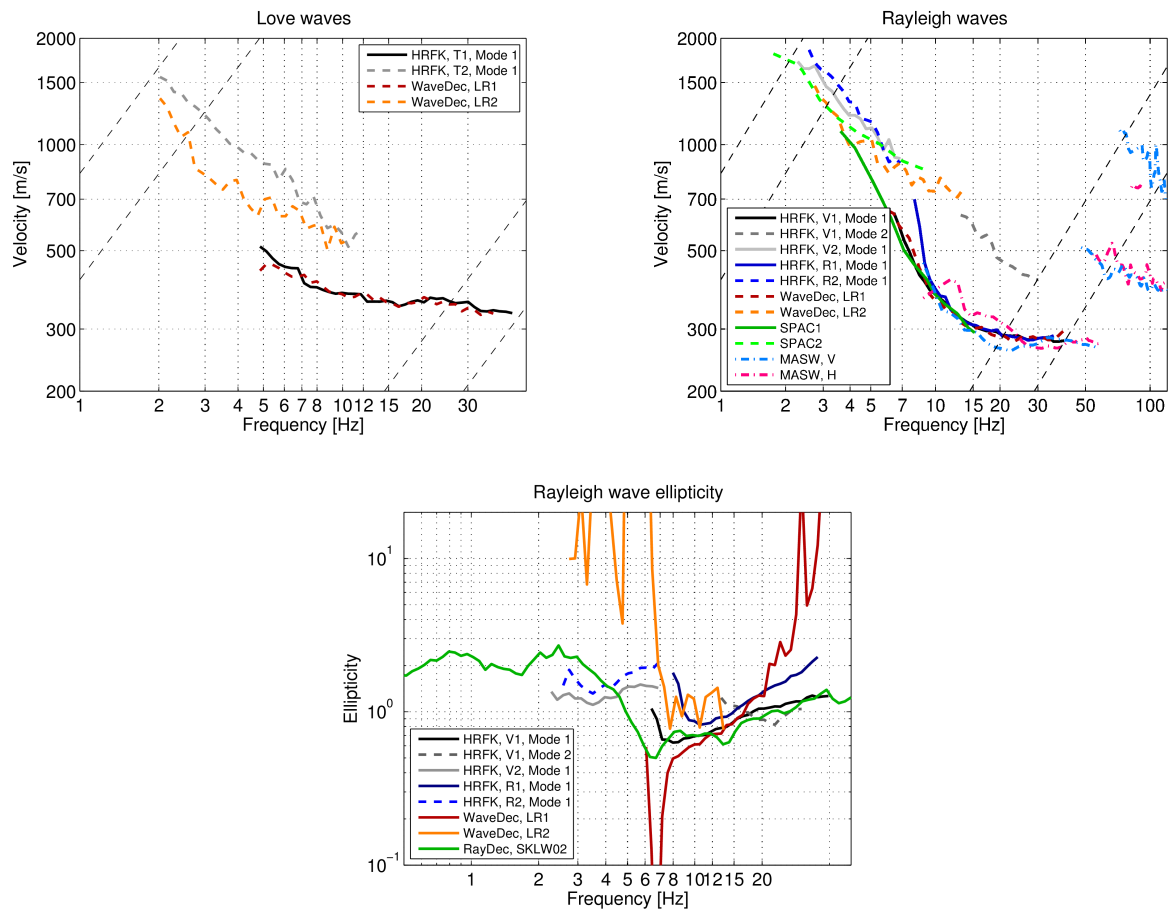 Love waves
2000
1500
1000
700
500
300
200
Velocity [m/s]
HRFK, T1, Mode 1
HRFK, T2, Mode 1
WaveDec, LR1
WaveDec, LR2
1 2 3 4 5 6 7 8 10 12 15 20 30
Frequency [Hz]
Rayleigh waves
2000
1500
1000
700
500
300
200
Velocity [m/s]
HRFK, V1, Mode 1
HRFK, V1, Mode 2
HRFK, V2, Mode 1
HRFK, R1, Mode 1
HRFK, R2, Mode 1
WaveDec, LR1
WaveDec, LR2
SPAC1
SPAC2
MASW, V
MASW, H
1 2 3 4 5 7 10 15 20 30 50 100
Frequency [Hz]
Rayleigh wave ellipticity
10¹
10⁰
10⁻¹
Ellipticity
HRFK, V1, Mode 1
HRFK, V1, Mode 2
HRFK, V2, Mode 1
HRFK, R1, Mode 1
HRFK, R2, Mode 1
WaveDec, LR1
WaveDec, LR2
RayDec, SKLW02
1 2 3 4 5 6 7 8 10 12 15 20
Frequency [Hz]